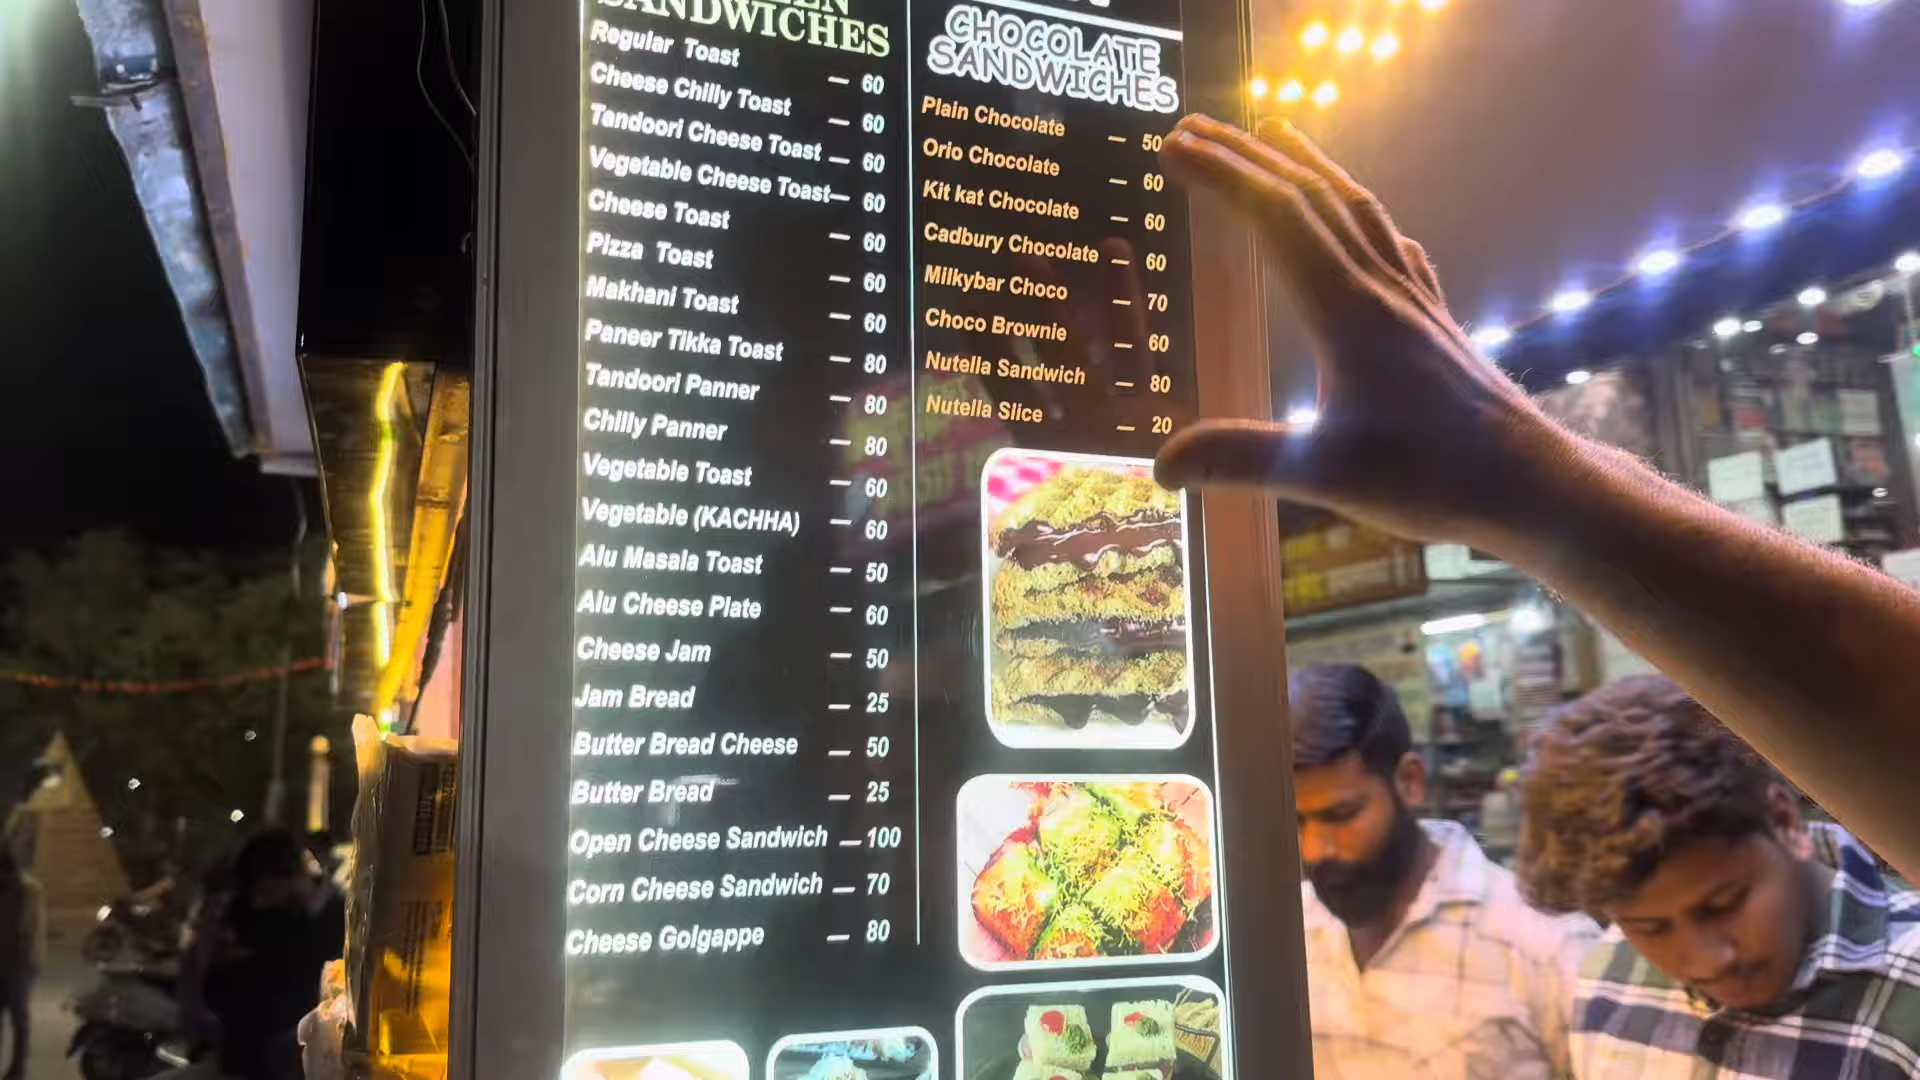 SANDWICHES
Regular Toast — 60
Cheese Chilly Toast — 60
Tandoori Cheese Toast — 60
Vegetable Cheese Toast — 60
Cheese Toast — 60
Pizza Toast — 60
Makhani Toast — 60
Paneer Tikka Toast — 80
Tandoori Panner — 80
Chilly Panner — 80
Vegetable Toast — 60
Vegetable (KACHHA) — 60
Alu Masala Toast — 50
Alu Cheese Plate — 60
Cheese Jam — 50
Jam Bread — 25
Butter Bread Cheese — 50
Butter Bread — 25
Open Cheese Sandwich — 100
Corn Cheese Sandwich — 70
Cheese Golgappe — 80
CHOCOLATE
SANDWICHES
Plain Chocolate — 50
Orio Chocolate — 60
Kit kat Chocolate — 60
Cadbury Chocolate — 60
Milkybar Choco — 70
Choco Brownie — 60
Nutella Sandwich — 80
Nutella Slice — 20